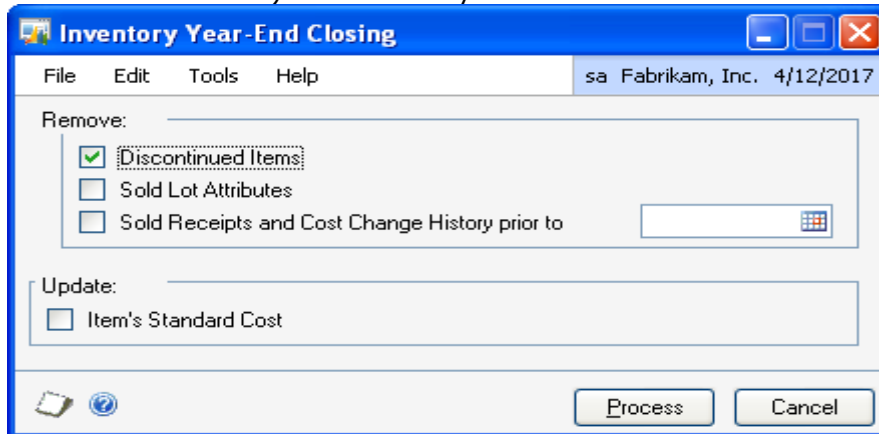 Inventory Year-End Closing
File Edit Tools Help sa Fabrikam, Inc. 4/12/2017
Remove:
Discontinued Items
Sold Lot Attributes
Sold Receipts and Cost Change History prior to
Update:
Item's Standard Cost
Process Cancel